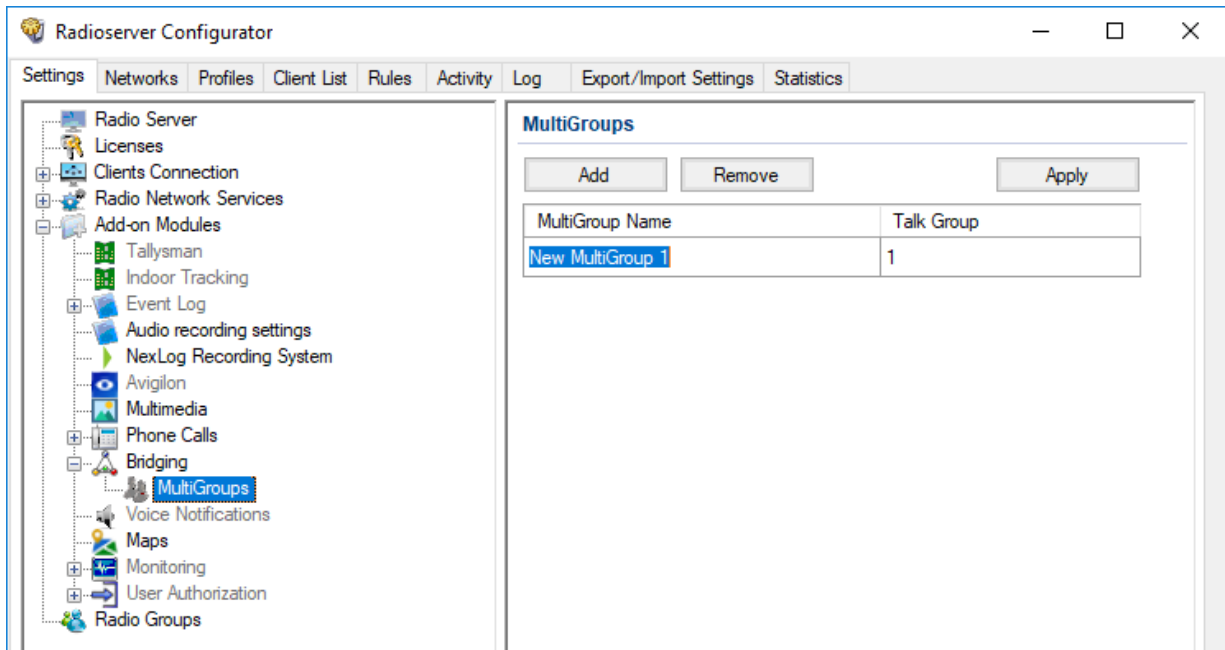 Radioserver Configurator
Settings Networks Profiles Client List Rules Activity Log Export/Import Settings Statistics
Radio Server
Licenses
Clients Connection
Radio Network Services
Add-on Modules
Tallysman
Indoor Tracking
Event Log
Audio recording settings
NexLog Recording System
Avigilon
Multimedia
Phone Calls
Bridging
MultiGroups
Voice Notifications
Maps
Monitoring
User Authorization
Radio Groups
MultiGroups
Add Remove Apply
MultiGroup Name Talk Group
New MultiGroup 1 1